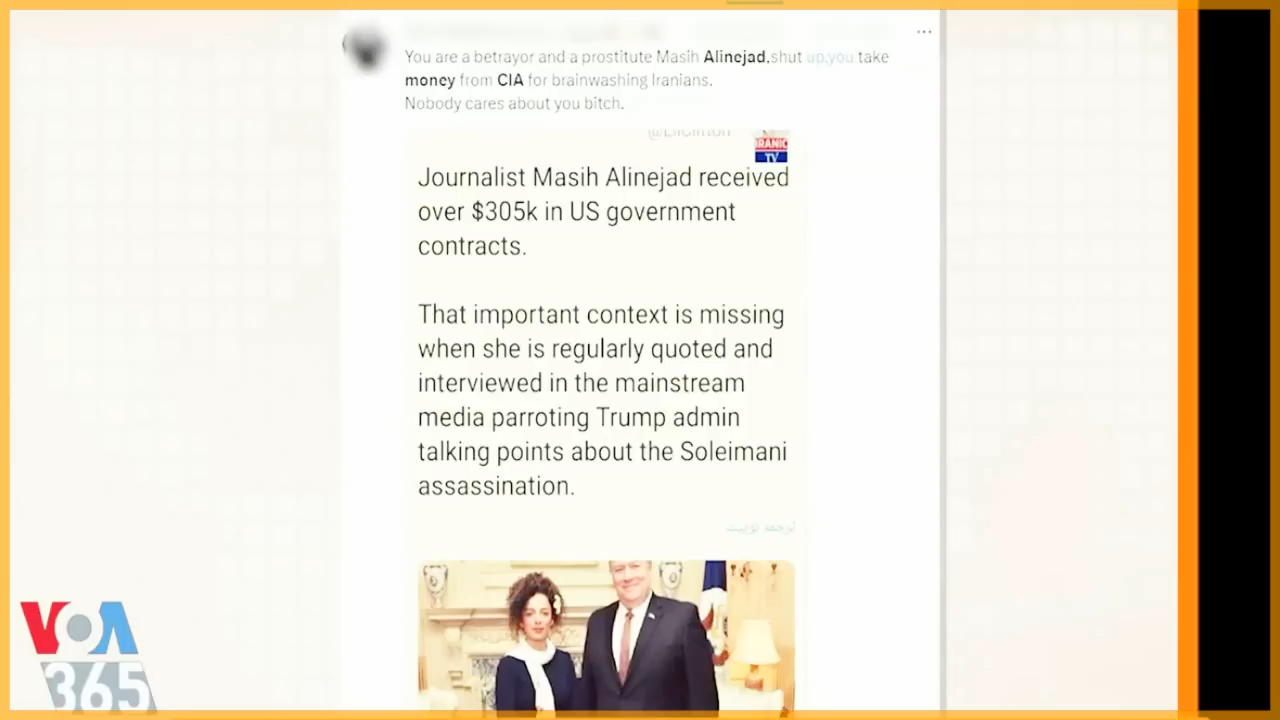 You are a betrayor and a prostitute Masih Alinejad,shut up,you take
money from CIA for brainwashing Iranians.
Nobody cares about you bitch.
IRANIC
TV
Journalist Masih Alinejad received
over $305k in US government
contracts.
That important context is missing
when she is regularly quoted and
interviewed in the mainstream
media parroting Trump admin
talking points about the Soleimani
assassination.
ترجمه توییت
VOA
365